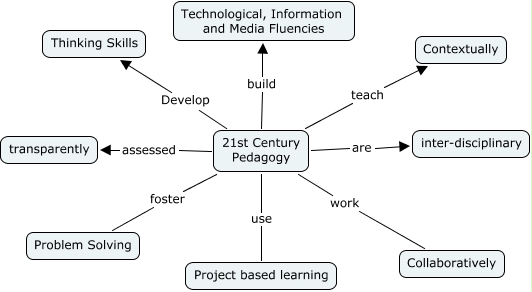 Technological, Information
and Media Fluencies
Thinking Skills
Contextually
build
Develop
teach
21st Century
Pedagogy
inter-disciplinary
transparently
assessed
are
foster
work
use
Problem Solving
Collaboratively
Project based learning